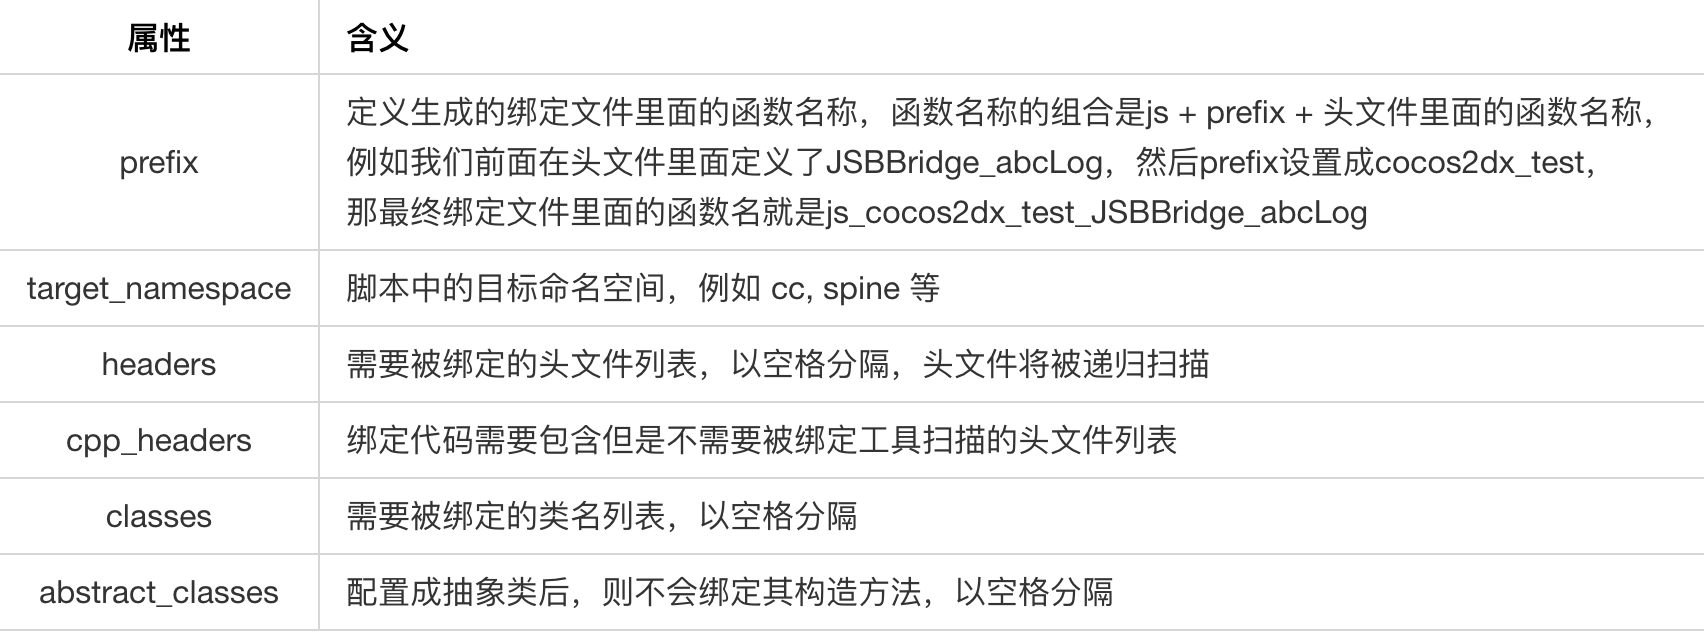 属性 含义
定义生成的绑定文件里面的函数名称，函数名称的组合是js + prefix + 头文件里面的函数名称，
prefix 例如我们前面在头文件里面定义了JSBBridge_abcLog，然后prefix设置成cocos2dx_test，
那最终绑定文件里面的函数名就是js_cocos2dx_test_JSBBridge_abcLog
target_namespace 脚本中的目标命名空间，例如 cc, spine 等
headers 需要被绑定的头文件列表，以空格分隔，头文件将被递归扫描
cpp_headers 绑定代码需要包含但是不需要被绑定工具扫描的头文件列表
classes 需要被绑定的类名列表，以空格分隔
abstract_classes 配置成抽象类后，则不会绑定其构造方法，以空格分隔